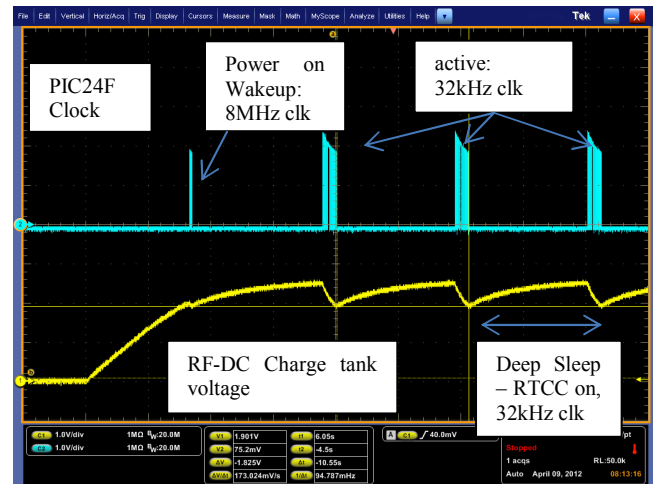 File Edit Vertical Horiz/Acq Trig Display Cursors Measure Mask Math MyScope Analyze Utilities Help Tek
PIC24F
Clock
Power on
Wakeup:
8MHz clk
active:
32kHz clk
RF-DC Charge tank
voltage
Deep Sleep
– RTCC on,
32kHz clk
C1 1.0V/div 1MΩ BW:20.0M
C2 1.0V/div 1MΩ BW:20.0M
V1 1.901V t1 6.05s
V2 75.2mV t2 -4.5s
ΔV -1.825V Δt -10.55s
ΔV/Δt 173.024mV/s 1/Δt 94.787mHz
A C1 40.0mV
/pt
Stopped
1 acqs RL:50.0k
Auto April 09, 2012 08:13:16